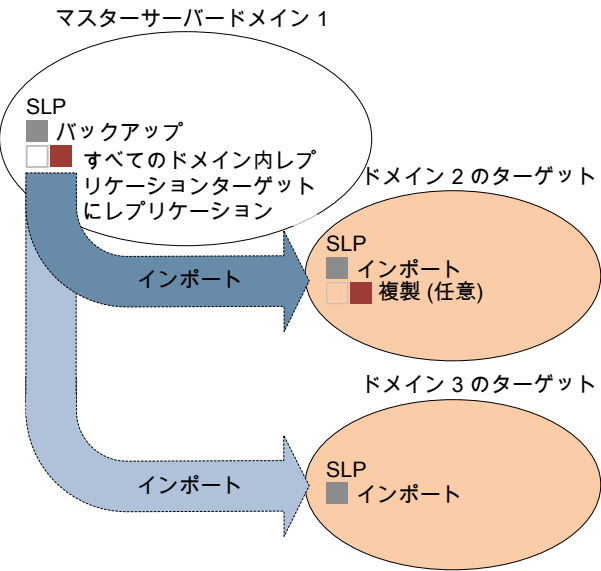 マスターサーバードメイン 1
SLP
バックアップ
すべてのドメイン内レプ
リケーションターゲット
にレプリケーション
ドメイン 2 のターゲット
SLP
インポート
複製 (任意)
インポート
ドメイン 3 のターゲット
SLP
インポート
インポート